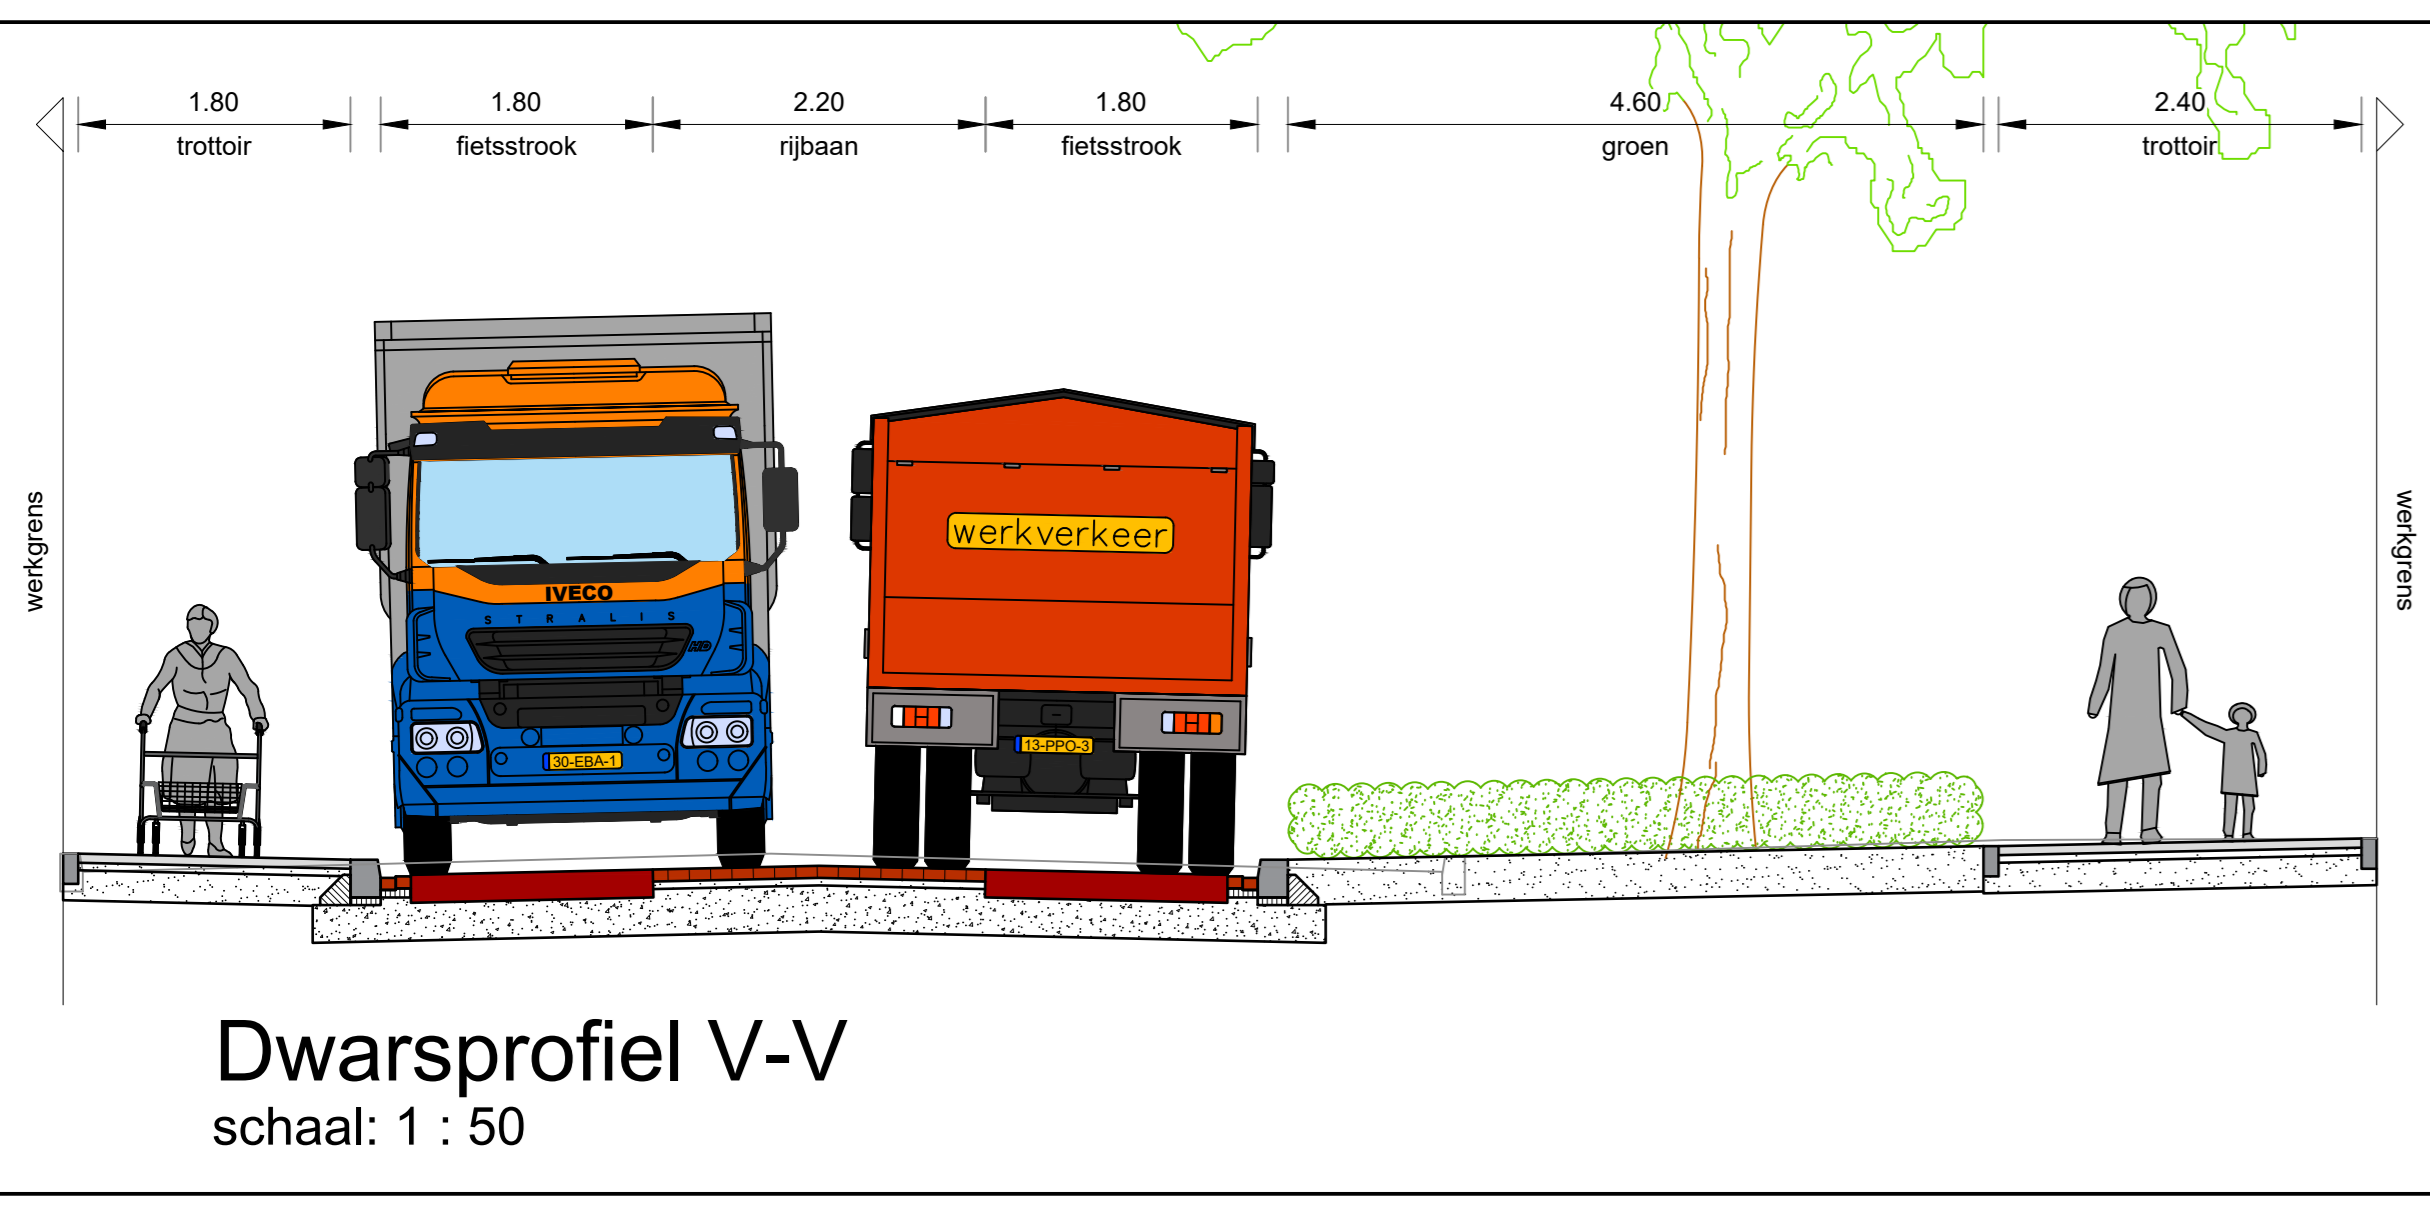 1.80 1.80 2.20 1.80 4.60 2.40
trottoir fietsstrook rijbaan fietsstrook groen trottoir
werkgrens
werkgrens
IVECO
STRALIS
HD
30-EBA-1
werkverkeer
13-PPO-3
Dwarsprofiel V-V
schaal: 1 : 50